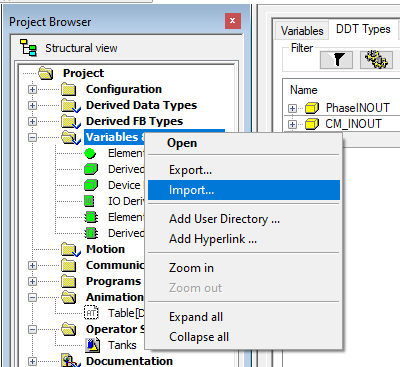 Project Browser
Structural view
Project
Configuration
Derived Data Types
Derived FB Types
Variables
Element
Derived
Device
IO Deriv
Element
Derived
Motion
Communic
Programs
Animation
Table[D
Operator S
Tanks
Documentation
Open
Export...
Import...
Add User Directory ...
Add Hyperlink ...
Zoom in
Zoom out
Expand all
Collapse all
Variables
DDT Types
Filter
Name
PhaseINOUT
CM_INOUT